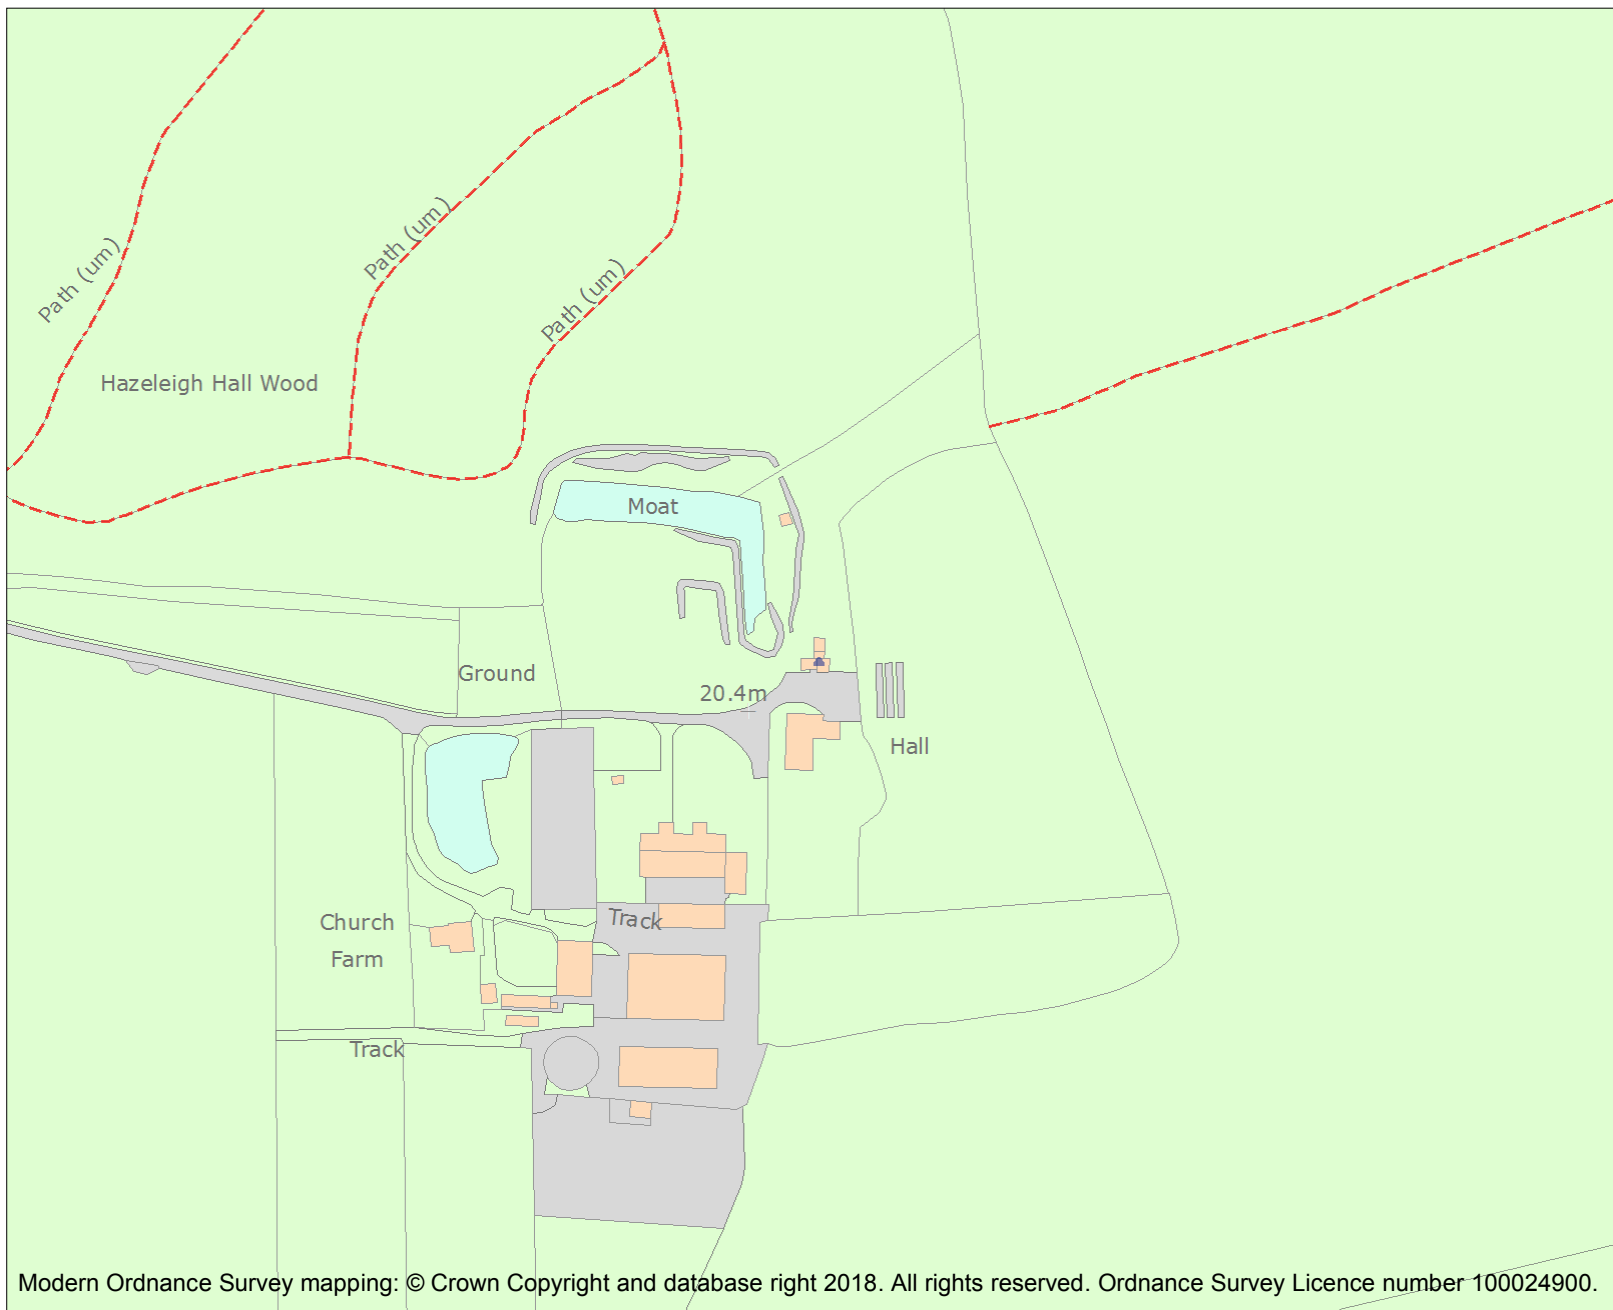 Path (um)
Path (um)
Path (um)
Hazeleigh Hall Wood
Moat
Ground
20.4m
Hall
Church
Farm
Track
Track
Modern Ordnance Survey mapping: © Crown Copyright and database right 2018. All rights reserved. Ordnance Survey Licence number 100024900.